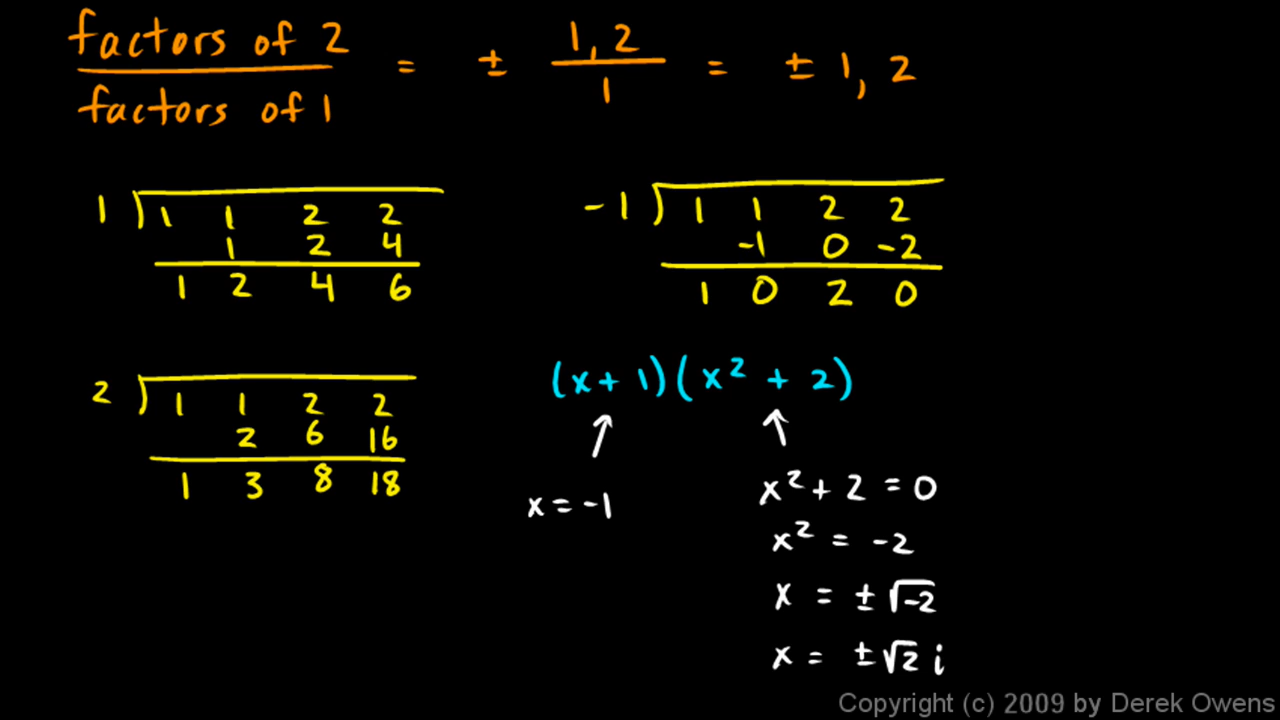 factors of 2 / factors of 1 = ± 1, 2 / 1 = ± 1, 2
1 ) 1 1 2 2
1 2 4
1 2 4 6
-1 ) 1 1 2 2
-1 0 -2
1 0 2 0
2 ) 1 1 2 2
2 6 16
1 3 8 18
(x + 1)(x² + 2)
x = -1
x² + 2 = 0
x² = -2
x = ± √-2
x = ± √2 i
Copyright (c) 2009 by Derek Owens